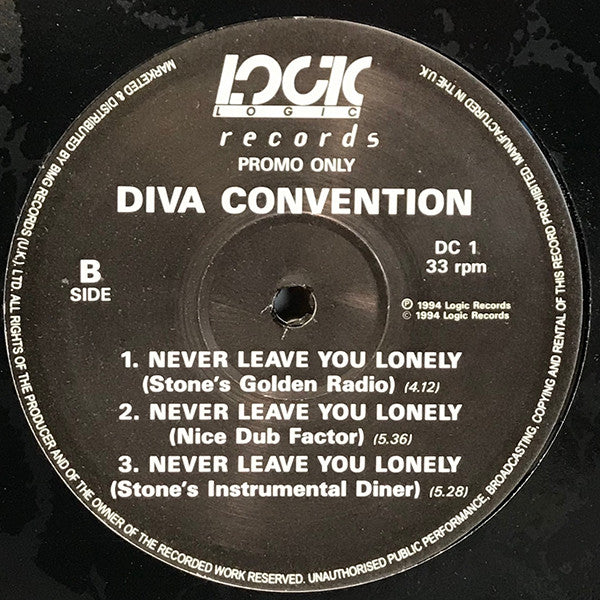 LOGIC
LOGIC
records
PROMO ONLY
DIVA CONVENTION
B
SIDE
DC 1
33 rpm
℗ 1994 Logic Records
© 1994 Logic Records
1. NEVER LEAVE YOU LONELY
(Stone's Golden Radio) (4.12)
2. NEVER LEAVE YOU LONELY
(Nice Dub Factor) (5.36)
3. NEVER LEAVE YOU LONELY
(Stone's Instrumental Diner) (5.28)
MARKETED & DISTRIBUTED BY BMG RECORDS (U.K.) LTD. ALL RIGHTS OF THE PRODUCER AND OF THE OWNER OF THE RECORDED WORK RESERVED. UNAUTHORISED PUBLIC PERFORMANCE, BROADCASTING, COPYING AND RENTAL OF THIS RECORD PROHIBITED. MANUFACTURED IN THE U.K.